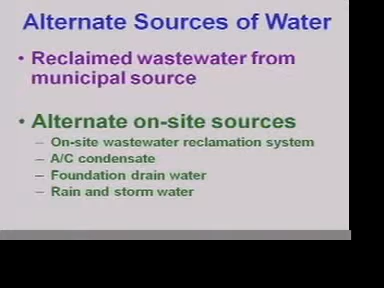 Alternate Sources of Water
• Reclaimed wastewater from
municipal source
• Alternate on-site sources
– On-site wastewater reclamation system
– A/C condensate
– Foundation drain water
– Rain and storm water